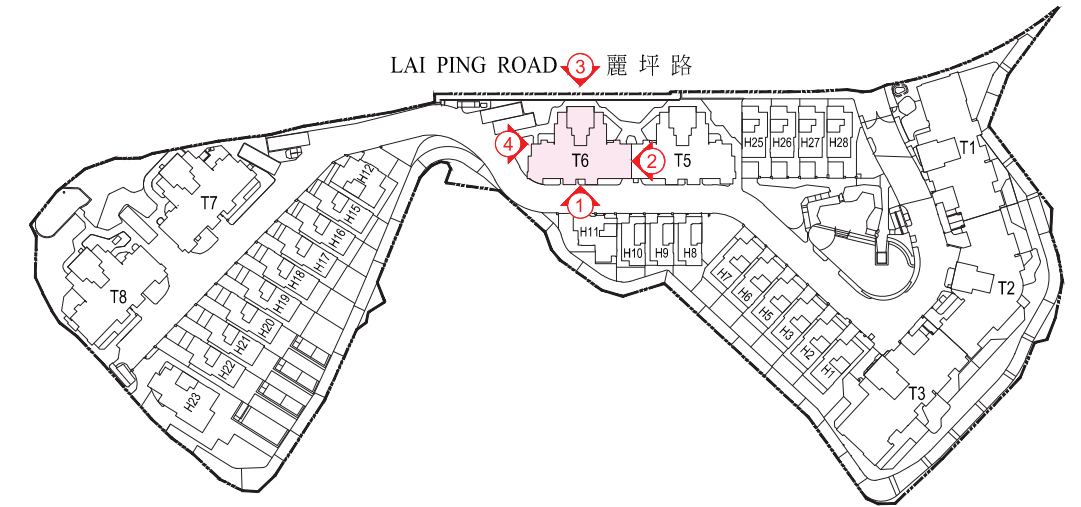 LAI PING ROAD 3 麗坪路
4
T6
2
T5
1
H25
H26
H27
H28
T1
T2
T3
T7
T8
H12
H15
H16
H17
H18
H19
H20
H21
H22
H23
H11
H10
H9
H8
H7
H6
H5
H3
H2
H1